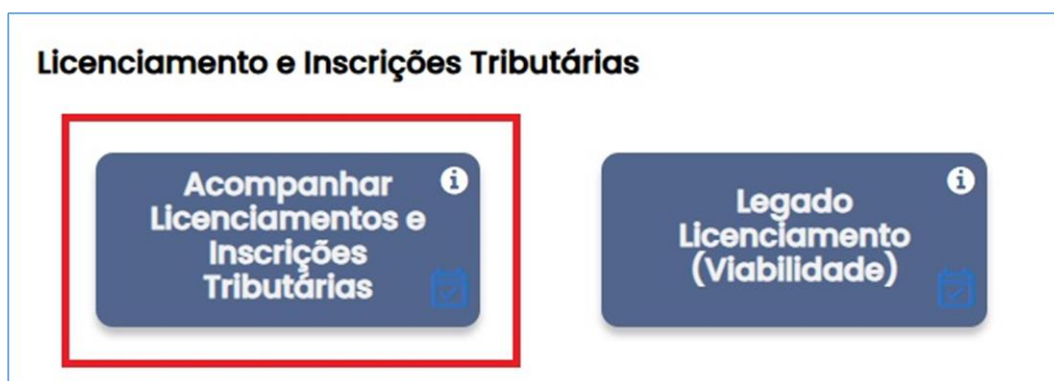 Licenciamento e Inscrições Tributárias
Acompanhar
Licenciamentos e
Inscrições
Tributárias
Legado
Licenciamento
(Viabilidade)